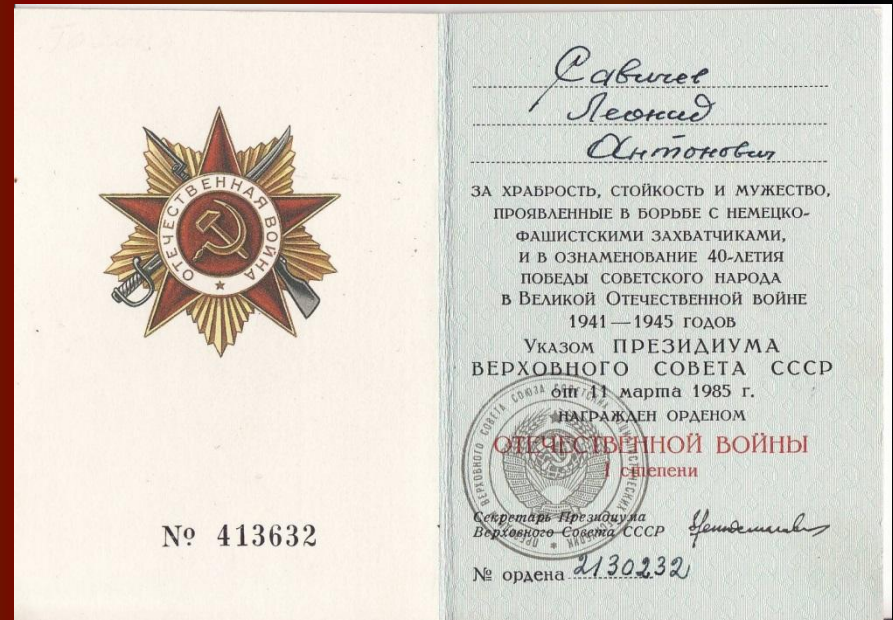 ОТЕЧЕСТВЕННАЯ ВОЙНА
№ 413632
Савичев
Леонид
Антонович
ЗА ХРАБРОСТЬ, СТОЙКОСТЬ И МУЖЕСТВО,
ПРОЯВЛЕННЫЕ В БОРЬБЕ С НЕМЕЦКО-
ФАШИСТСКИМИ ЗАХВАТЧИКАМИ,
И В ОЗНАМЕНОВАНИЕ 40-ЛЕТИЯ
ПОБЕДЫ СОВЕТСКОГО НАРОДА
В ВЕЛИКОЙ ОТЕЧЕСТВЕННОЙ ВОЙНЕ
1941—1945 ГОДОВ
УКАЗОМ ПРЕЗИДИУМА
ВЕРХОВНОГО СОВЕТА СССР
от 11 марта 1985 г.
НАГРАЖДЕН ОРДЕНОМ
ОТЕЧЕСТВЕННОЙ ВОЙНЫ
I степени
Секретарь Президиума
Верховного Совета СССР
№ ордена 2130232